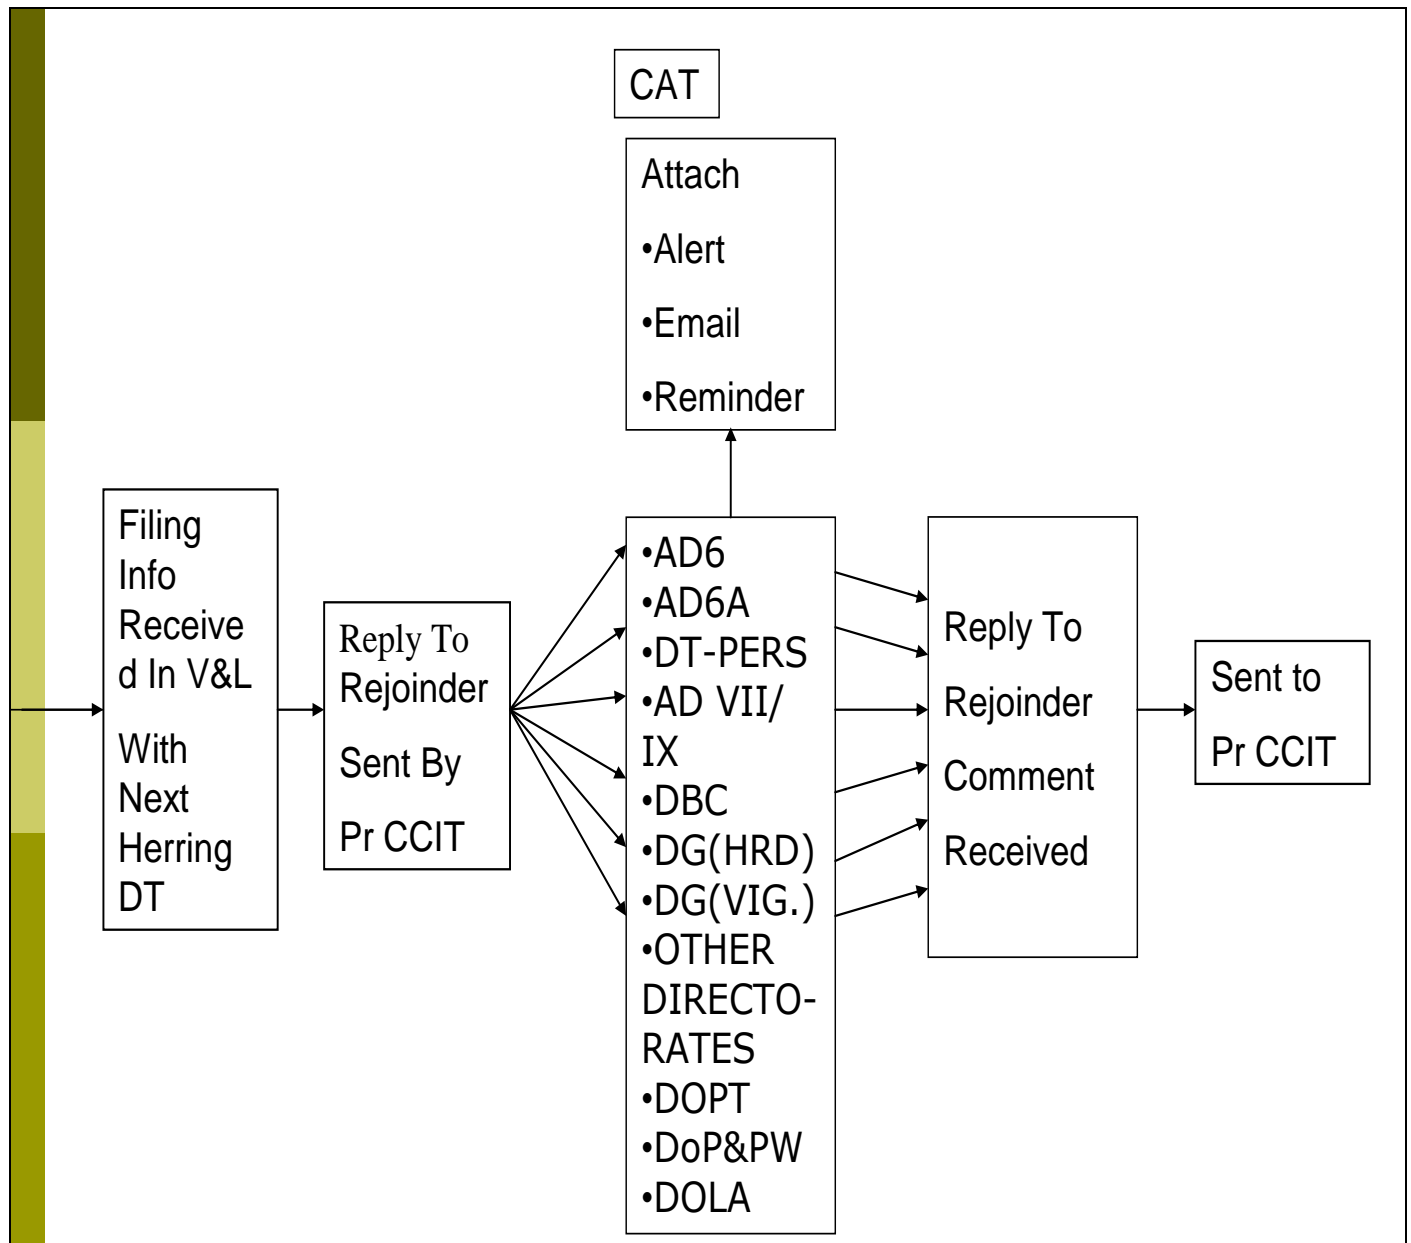 CAT
Attach
•Alert
•Email
•Reminder
Filing
Info
Receive
d In V&L
With
Next
Herring
DT
Reply To
Rejoinder
Sent By
Pr CCIT
•AD6
•AD6A
•DT-PERS
•AD VII/
IX
•DBC
•DG(HRD)
•DG(VIG.)
•OTHER
DIRECTO-
RATES
•DOPT
•DoP&PW
•DOLA
Reply To
Rejoinder
Comment
Received
Sent to
Pr CCIT